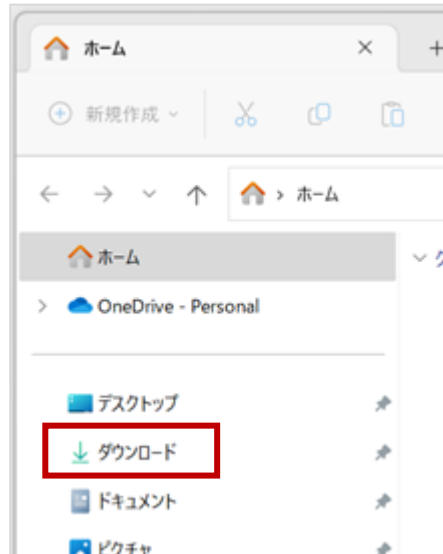 ホーム
新規作成
ホーム
ホーム
OneDrive - Personal
デスクトップ
ダウンロード
ドキュメント
ピクチャ